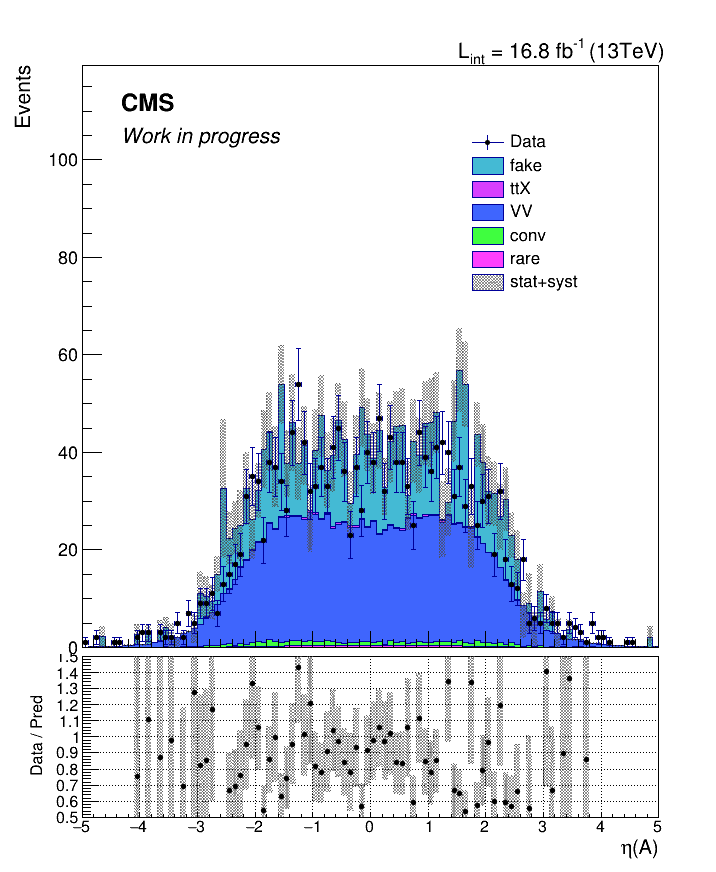 L_int = 16.8 fb^-1 (13TeV)
Events
CMS
Work in progress
Data
fake
ttX
VV
conv
rare
stat+syst
100
80
60
40
20
0
Data / Pred
1.5
1.4
1.3
1.2
1.1
1
0.9
0.8
0.7
0.6
0.5
−5 −4 −3 −2 −1 0 1 2 3 4 5
η(A)